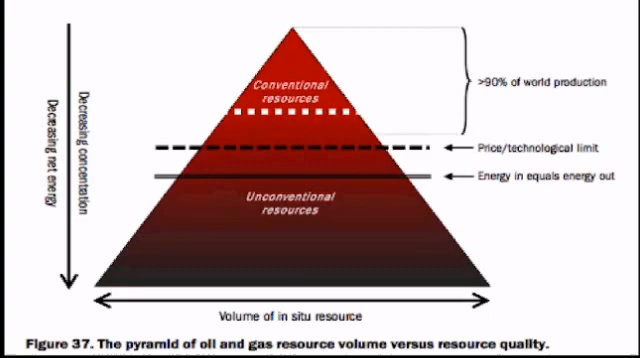 Conventional
resources
>90% of world production
Price/technological limit
Energy in equals energy out
Unconventional
resources
Decreasing concentration
Decreasing net energy
Volume of in situ resource
Figure 37. The pyramid of oil and gas resource volume versus resource quality.